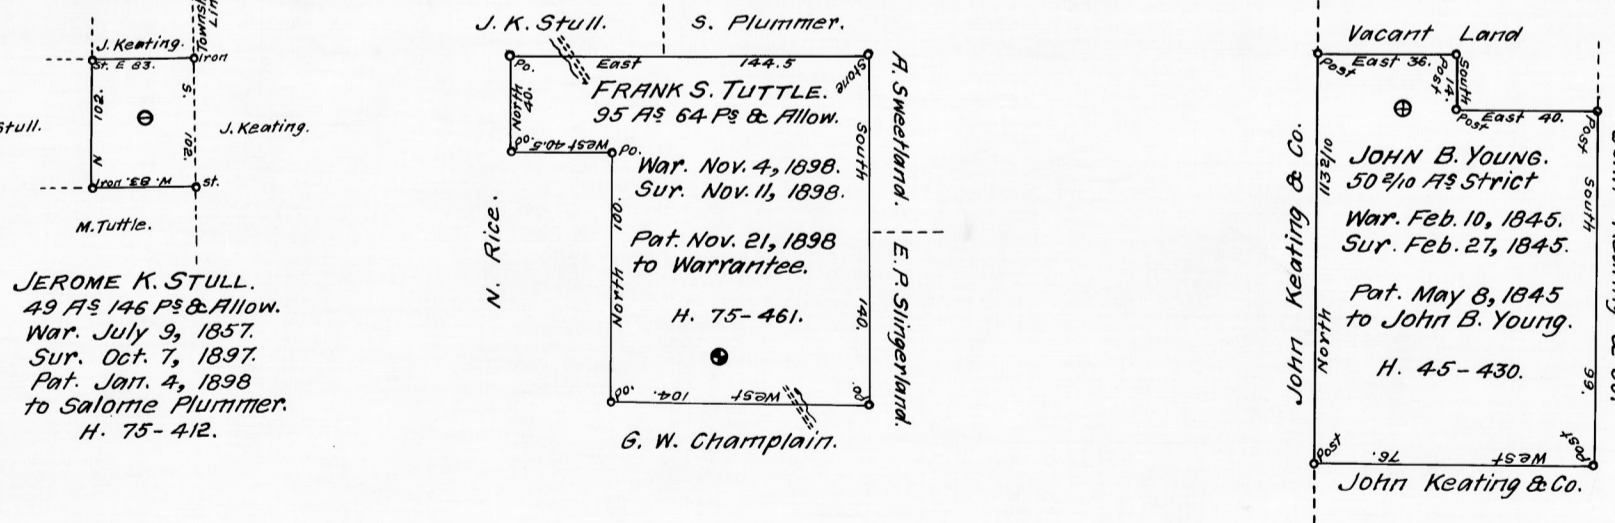 J. Keating.
St. E 83.
Iron
N 102.
S. 102.
Stull.
J. Keating.
Iron W. 83.
St.
M. Tuttle.
JEROME K. STULL.
49 As 146 Ps & Allow.
War. July 9, 1857.
Sur. Oct. 7, 1897.
Pat. Jan. 4, 1898
to Salome Plummer.
H. 75-412.
J. K. Stull.
S. Plummer.
Po. East 144.5
Stone
North 40.
FRANK S. TUTTLE.
95 As 64 Ps & Allow.
Po. West 40.5
Po.
War. Nov. 4, 1898.
Sur. Nov. 11, 1898.
North 100.
Pat. Nov. 21, 1898
to Warrantee.
H. 75-461.
South 140.
N. Rice.
A. Sweetland.
E. P. Slingerland.
Po. West 104. Po.
G. W. Champlain.
Vacant Land
Post East 36. Post
South 14.
Post East 40. Post
John Keating & Co.
North 113 2/10
JOHN B. YOUNG.
50 2/10 As Strict
War. Feb. 10, 1845.
Sur. Feb. 27, 1845.
Pat. May 8, 1845
to John B. Young.
H. 45-430.
South 99.
Post West 76. Post
John Keating & Co.